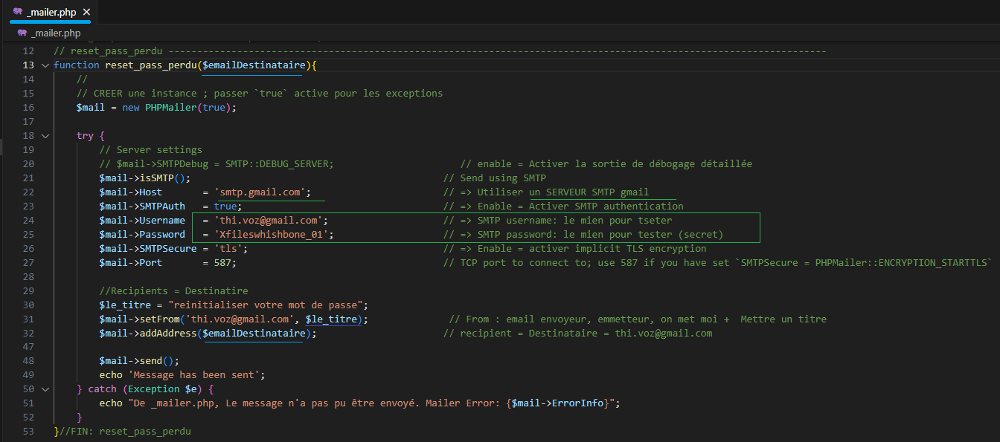 _mailer.php ×
_mailer.php
12 // reset_pass_perdu -------------------------------------------------------------------------------------------------------------------
13 function reset_pass_perdu($emailDestinataire){
14 //
15 // CREER une instance ; passer `true` active pour les exceptions
16 $mail = new PHPMailer(true);
17
18 try {
19 // Server settings
20 // $mail->SMTPDebug = SMTP::DEBUG_SERVER; // enable = Activer la sortie de débogage détaillée
21 $mail->isSMTP(); // Send using SMTP
22 $mail->Host = 'smtp.gmail.com'; // => Utiliser un SERVEUR SMTP gmail
23 $mail->SMTPAuth = true; // => Enable = Activer SMTP authentication
24 $mail->Username = 'thi.voz@gmail.com'; // => SMTP username: le mien pour tseter
25 $mail->Password = 'Xfileswhishbone_01'; // => SMTP password: le mien pour tester (secret)
26 $mail->SMTPSecure = 'tls'; // => Enable = activer implicit TLS encryption
27 $mail->Port = 587; // TCP port to connect to; use 587 if you have set `SMTPSecure = PHPMailer::ENCRYPTION_STARTTLS`
28
29 //Recipients = Destinatire
30 $le_titre = "reinitialiser votre mot de passe";
31 $mail->setFrom('thi.voz@gmail.com', $le_titre); // From : email envoyeur, emmetteur, on met moi + Mettre un titre
32 $mail->addAddress($emailDestinataire); // recipient = Destinataire = thi.voz@gmail.com
47
48 $mail->send();
49 echo 'Message has been sent';
50 } catch (Exception $e) {
51 echo "De _mailer.php, Le message n'a pas pu être envoyé. Mailer Error: {$mail->ErrorInfo}";
52 }
53 }//FIN: reset_pass_perdu